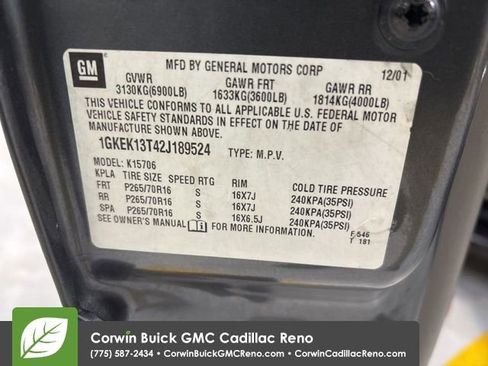 GM
MFD BY GENERAL MOTORS CORP 12/01
GVWR GAWR FRT GAWR RR
3130KG(6900LB) 1633KG(3600LB) 1814KG(4000LB)
THIS VEHICLE CONFORMS TO ALL APPLICABLE U.S. FEDERAL MOTOR
VEHICLE SAFETY STANDARDS IN EFFECT ON THE DATE OF
MANUFACTURE SHOWN ABOVE.
1GKEK13T42J189524 TYPE: M.P.V.
MODEL: K15706
KPLA TIRE SIZE SPEED RTG RIM COLD TIRE PRESSURE
FRT P265/70R16 S 16X7J 240KPA(35PSI)
RR P265/70R16 S 16X7J 240KPA(35PSI)
SPA P265/70R16 S 16X6.5J 240KPA(35PSI)
SEE OWNER'S MANUAL FOR MORE INFORMATION.
F 546
T 181
Corwin Buick GMC Cadillac Reno
(775) 587-2434 • CorwinBuickGMCReno.com • CorwinCadillacReno.com